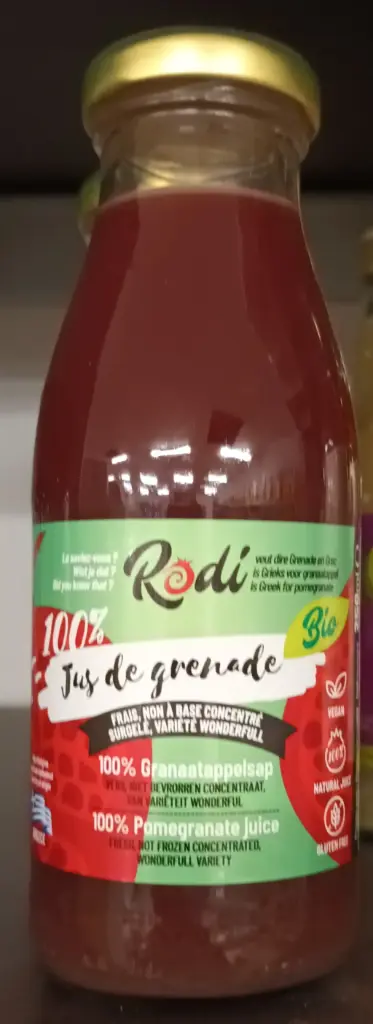 Le saviez-vous ?
Wist je dat ?
Did you know that ?
Rodi
veut dire Grenade en Grec
is Grieks voor granaatappel
is Greek for pomegranate
Bio
100%
Jus de grenade
FRAIS, NON À BASE CONCENTRÉ
SURGELÉ, VARIÉTÉ WONDERFULL
100% Granaatappelsap
VERS, NIET BEVRORREN CONCENTRAAT,
VAN VARIËTEIT WONDERFUL
100% Pomegranate Juice
FRESH, NOT FROZEN CONCENTRATED,
WONDERFULL VARIETY
VEGAN
100%
NATURAL JUICE
GLUTEN FREE